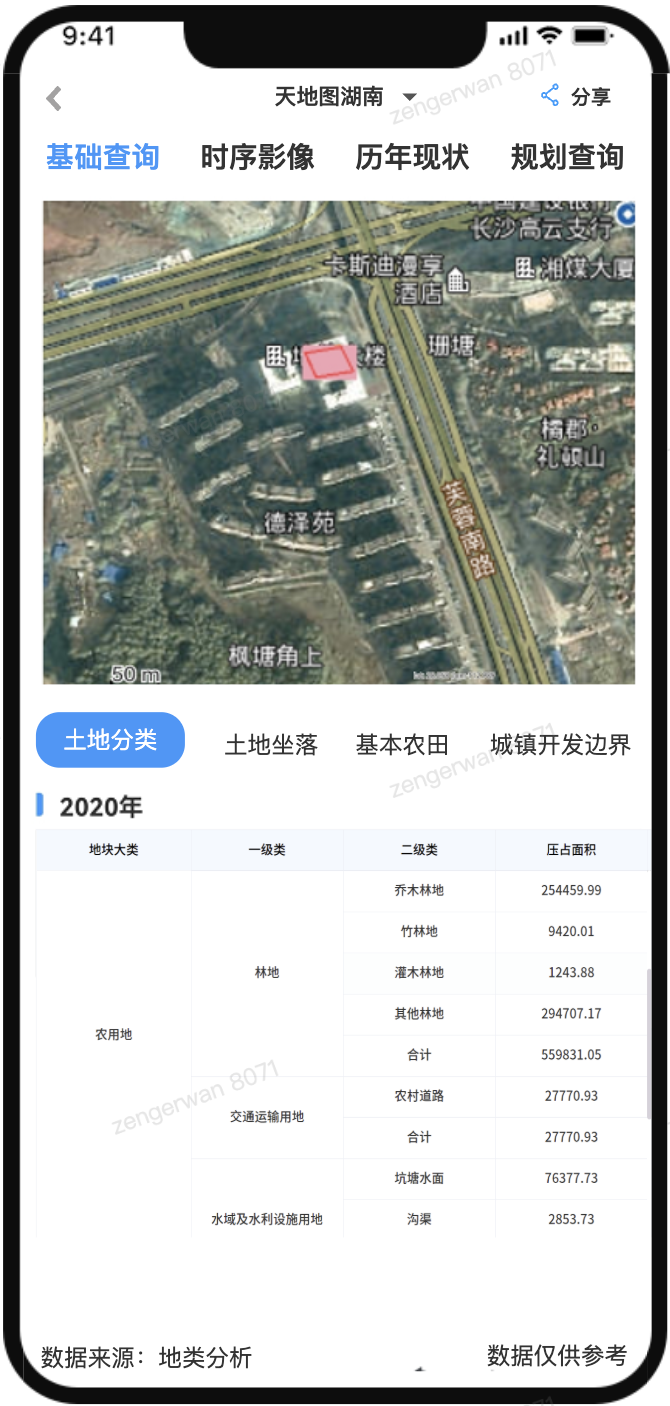 9:41
天地图湖南
分享
zengerwan 8071
基础查询 时序影像 历年现状 规划查询
长沙高云支行
卡斯迪漫享
酒店
湘煤大厦
楼
珊塘
橘郡·
礼顿山
芙蓉南路
德泽苑
枫塘角上
50 m
土地分类 土地坐落 基本农田 城镇开发边界
zengerwan 8071
2020年
地块大类 一级类 二级类 压占面积
农用地 林地 乔木林地 254459.99
竹林地 9420.01
灌木林地 1243.88
其他林地 294707.17
合计 559831.05
交通运输用地 农村道路 27770.93
合计 27770.93
水域及水利设施用地 坑塘水面 76377.73
沟渠 2853.73
zengerwan 8071
数据来源：地类分析 数据仅供参考